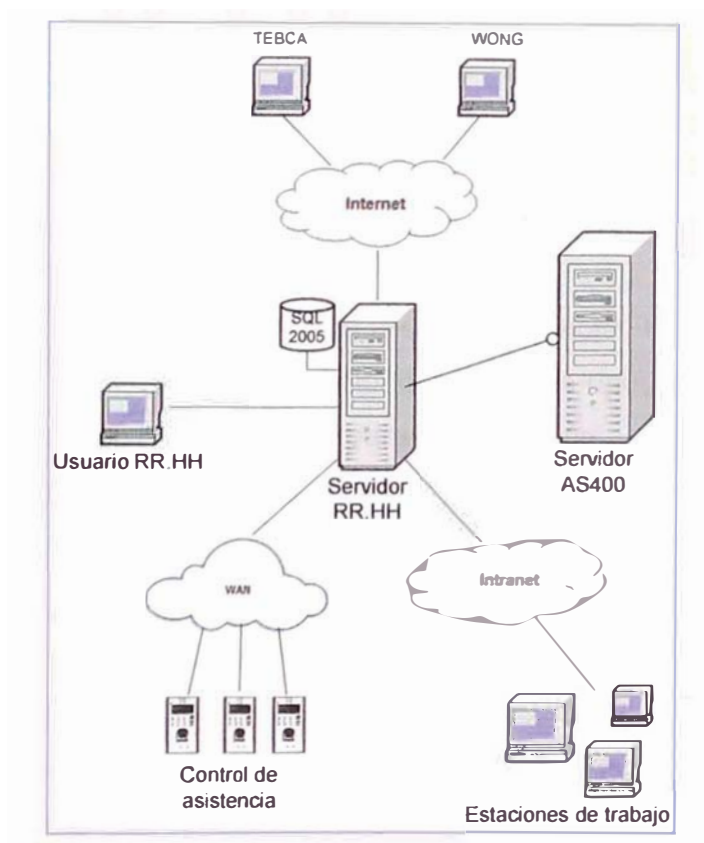 TEBCA
WONG
Internet
SQL
2005
Usuario RR.HH
Servidor
RR.HH
Servidor
AS400
WAN
Intranet
Control de
asistencia
Estaciones de trabajo